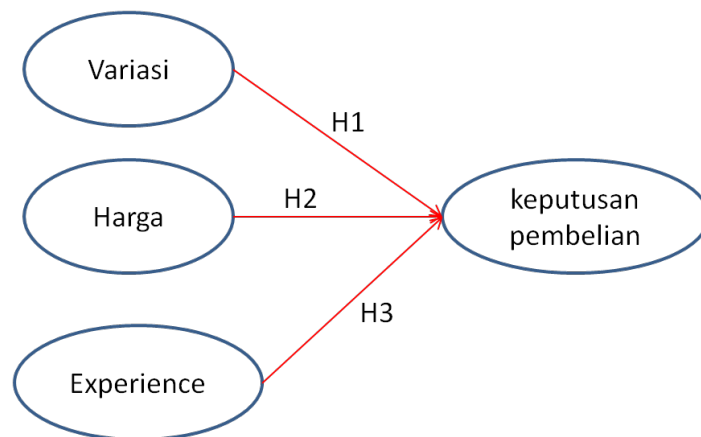 Variasi
H1
Harga
H2
keputusan
pembelian
H3
Experience